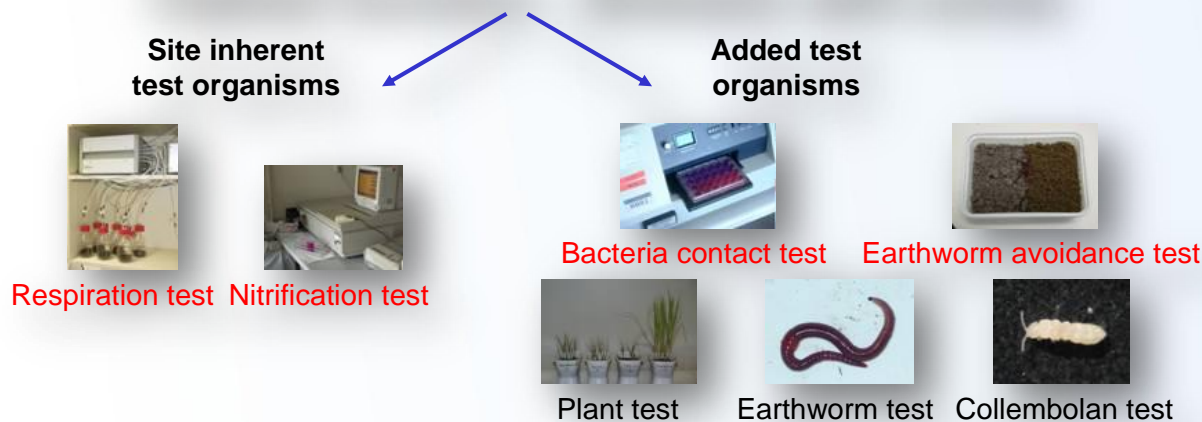 Site inherent
test organisms
Added test
organisms
Respiration test
Nitrification test
Bacteria contact test
Earthworm avoidance test
Plant test
Earthworm test
Collembolan test